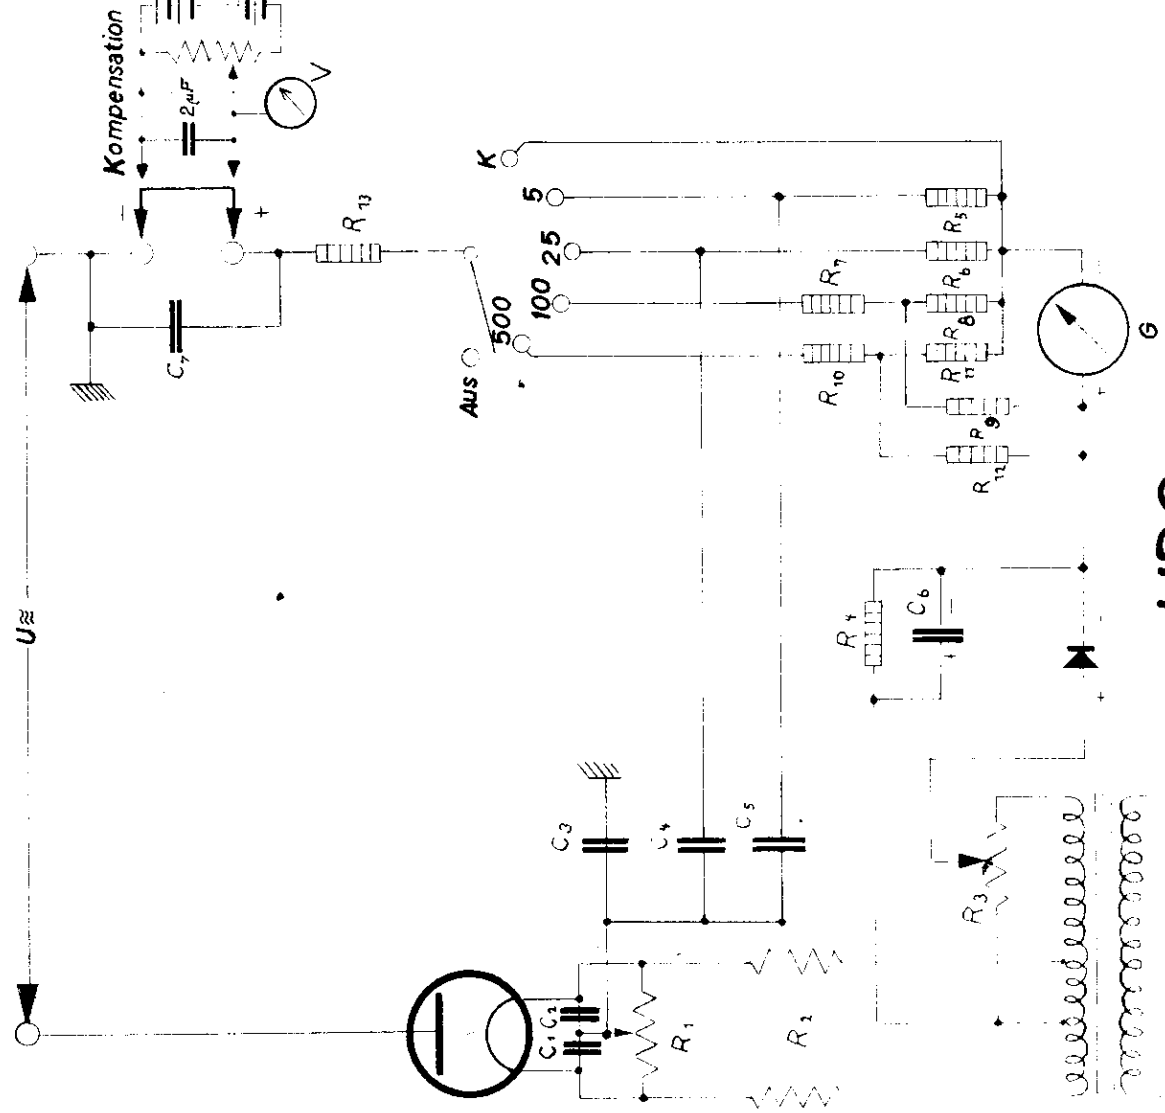 Kompensation
2µF
V
U≈
–
+
R13
C7
K
5
25
100
500
Aus
R7
R5
R6
R8
R10
R11
R9
R12
G
+
R4
C6
–
+
-
+
C3
C4
C5
C1
C2
R1
R2
R3